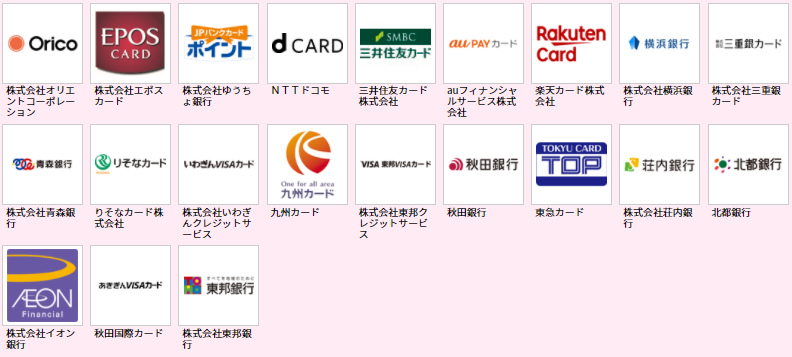 Orico
EPOS
CARD
JPバンクカード
ポイント
d CARD
SMBC
三井住友カード
au PAY カード
Rakuten
Card
横浜銀行
三重銀カード
株式会社オリエ
ントコーポレー
ション
株式会社エポス
カード
株式会社ゆうち
ょ銀行
ＮＴＴドコモ
三井住友カード
株式会社
auフィナンシャ
ルサービス株式
会社
楽天カード株式
会社
株式会社横浜銀
行
株式会社三重銀
カード
青森銀行
りそなカード
いわぎんVISAカード
One for all area
九州カード
VISA 東邦VISAカード
秋田銀行
TOKYU CARD
TOP
荘内銀行
北都銀行
株式会社青森銀
行
りそなカード株
式会社
株式会社いわぎ
んクレジットサ
ービス
九州カード
株式会社東邦ク
レジットサービ
ス
秋田銀行
東急カード
株式会社荘内銀
行
北都銀行
AEON
Financial
あきぎんVISAカード
すべてを地域のために
東邦銀行
株式会社イオン
銀行
秋田国際カード
株式会社東邦銀
行